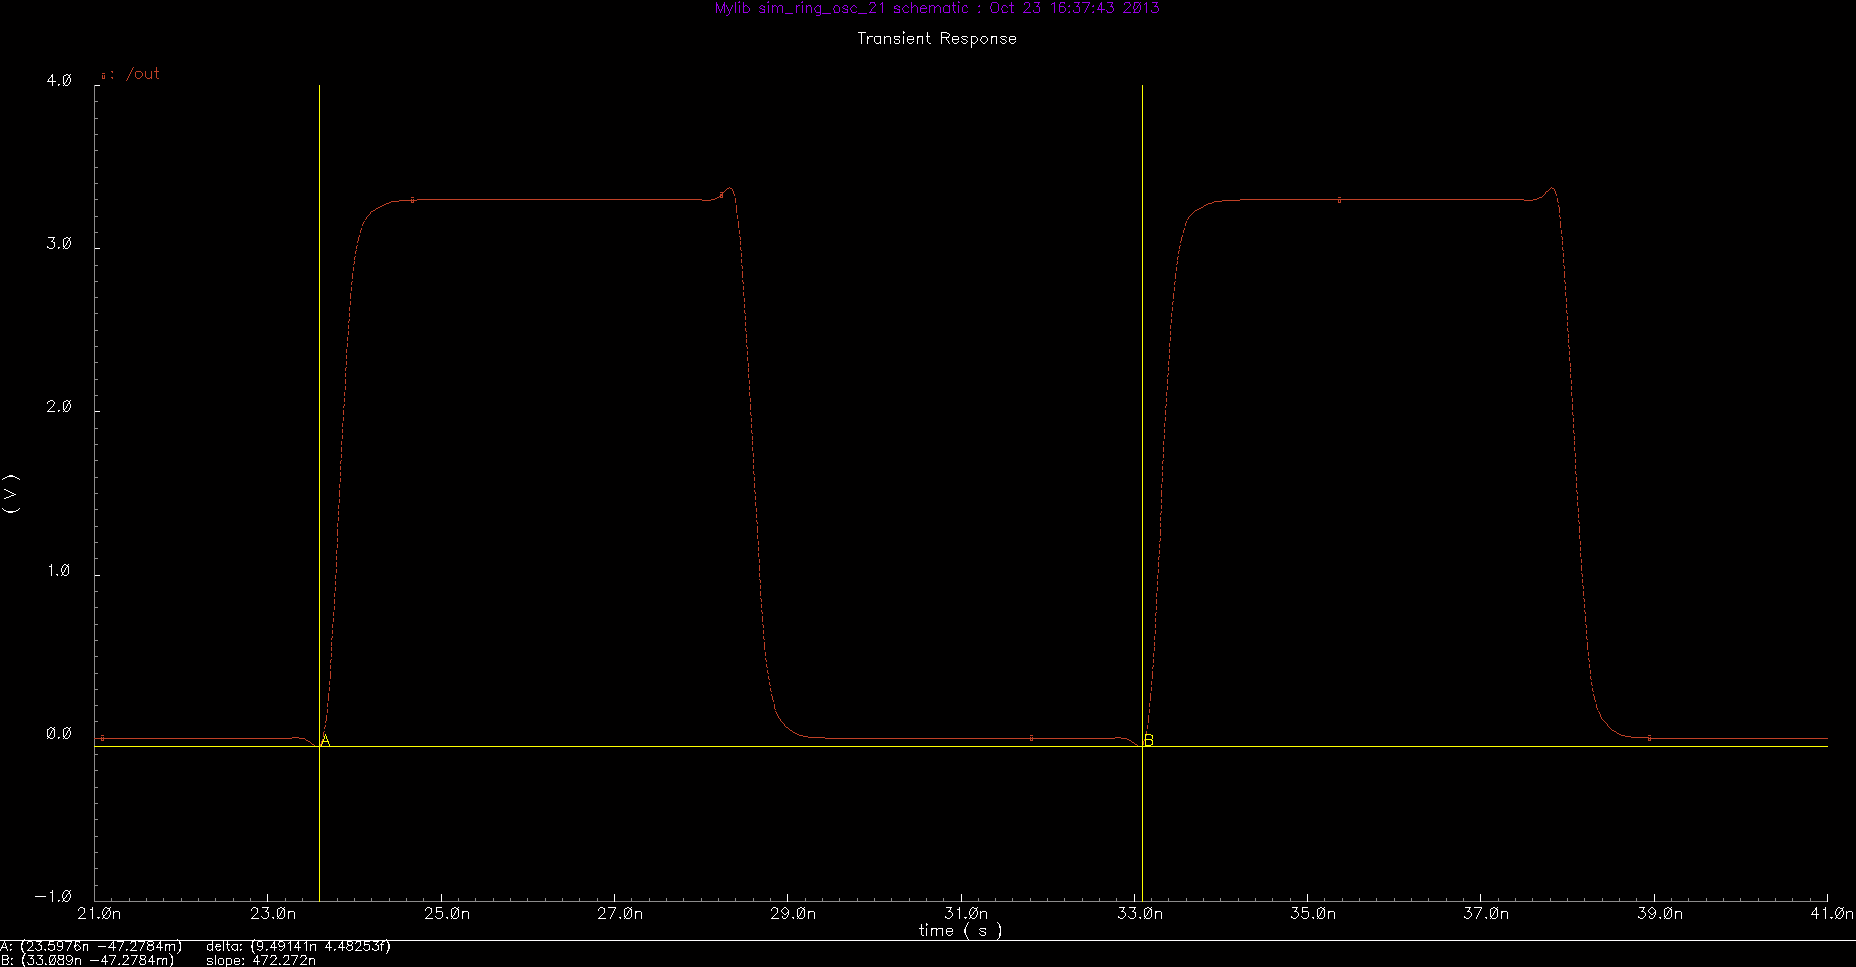 Mylib sim_ring_osc_21 schematic : Oct 23 16:37:43 2013
Transient Response
▫: /out
4.0
3.0
2.0
1.0
0.0
-1.0
( V )
A
B
21.0n 23.0n 25.0n 27.0n 29.0n 31.0n 33.0n 35.0n 37.0n 39.0n 41.0n
time ( s )
A: (23.5976n -47.2784m) delta: (9.49141n 4.48253f)
B: (33.089n -47.2784m) slope: 472.272n